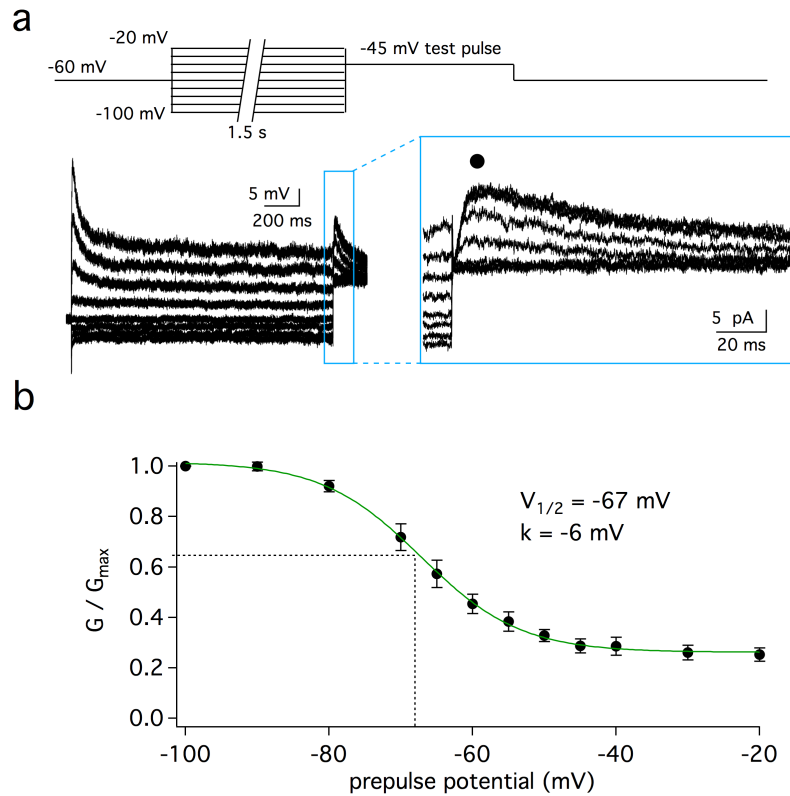 a
-20 mV
-45 mV test pulse
-60 mV
-100 mV
1.5 s
5 mV
200 ms
5 pA
20 ms
b
1.0
0.8
0.6
0.4
0.2
0.0
G / Gmax
V1/2 = -67 mV
k = -6 mV
-100
-80
-60
-40
-20
prepulse potential (mV)